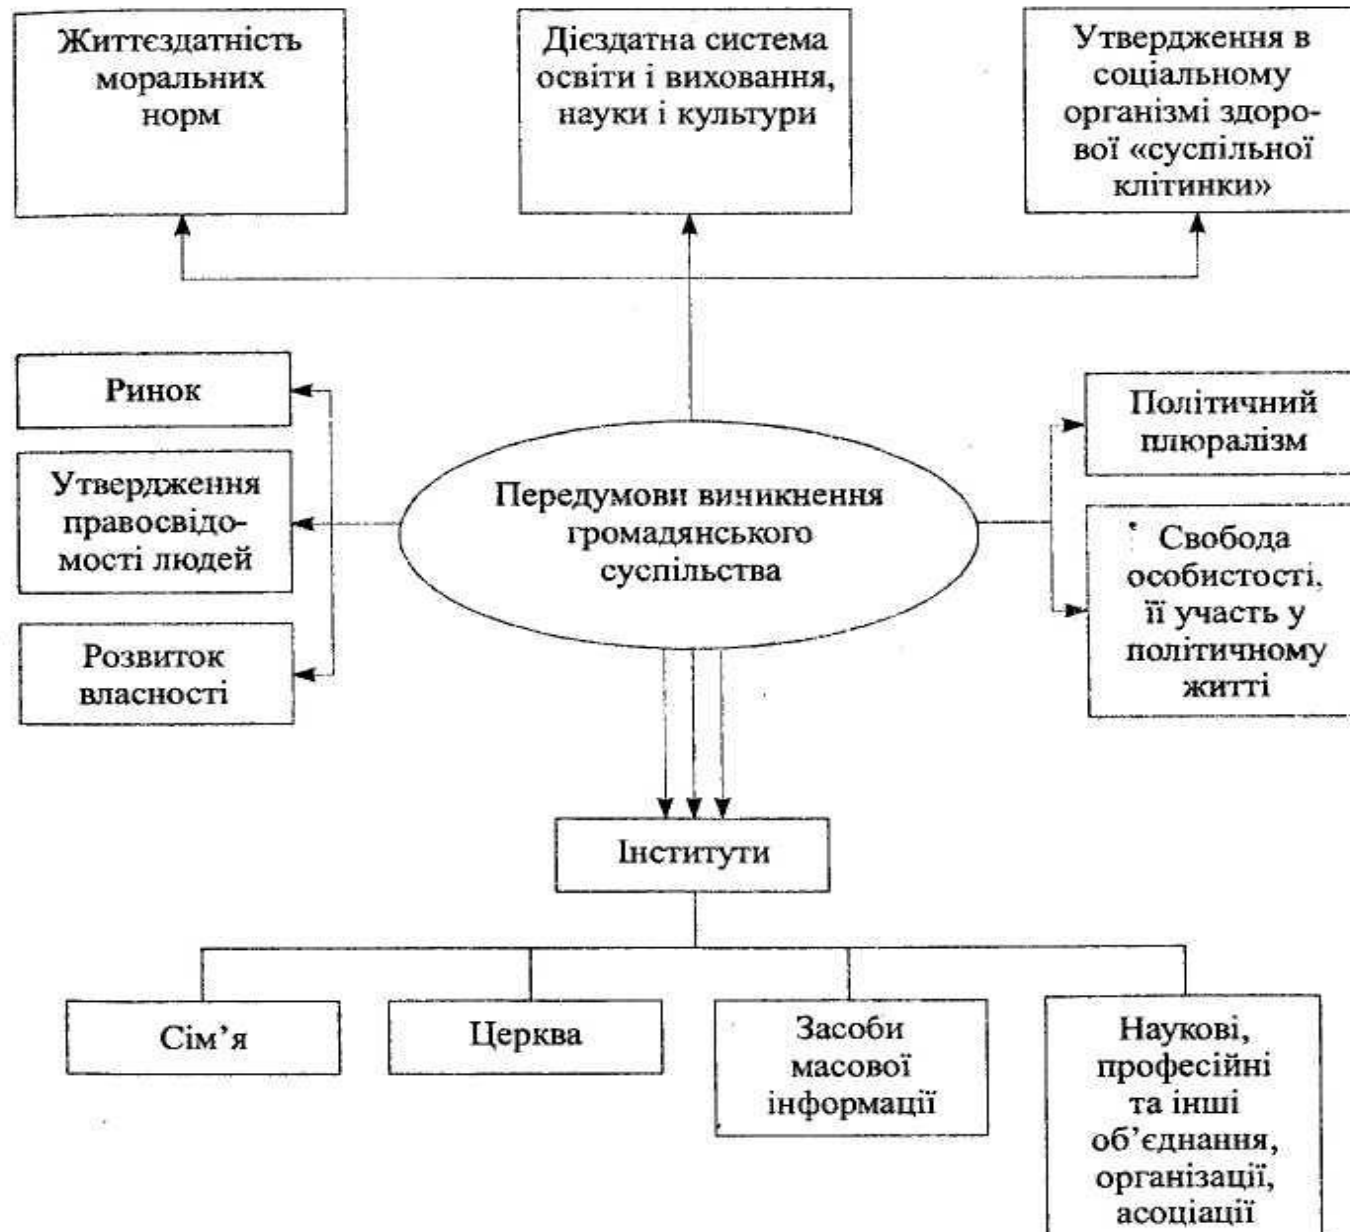 Життєздатність
моральних
норм
Дієздатна система
освіти і виховання,
науки і культури
Утвердження в
соціальному
організмі здоро-
вої «суспільної
клітинки»
Ринок
Утвердження
правосвідо-
мості людей
Розвиток
власності
Передумови виникнення
громадянського
суспільства
Політичний
плюралізм
Свобода
особистості,
її участь у
політичному
житті
Інститути
Сім’я
Церква
Засоби
масової
інформації
Наукові,
професійні
та інші
об’єднання,
організації,
асоціації